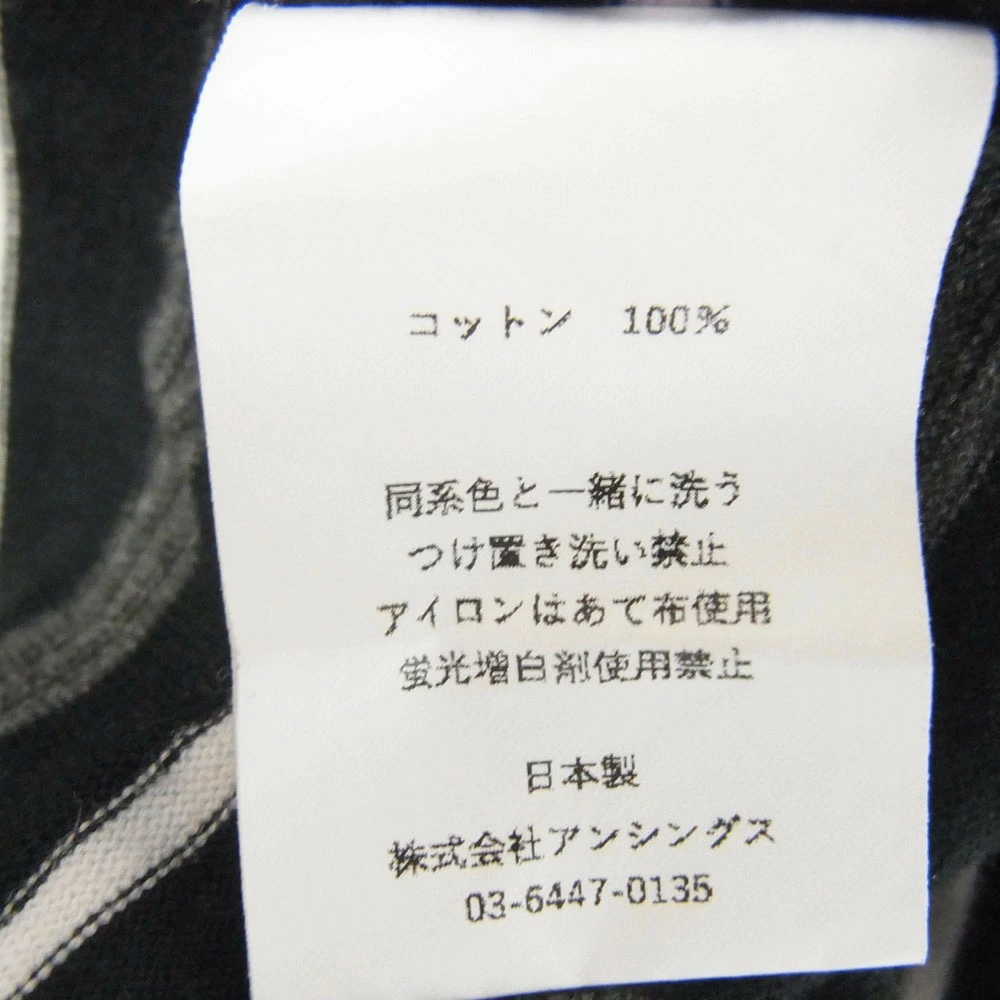 コットン　100%
同系色と一緒に洗う
つけ置き洗い禁止
アイロンはあて布使用
蛍光増白剤使用禁止
日本製
株式会社アンシングス
03-6447-0135